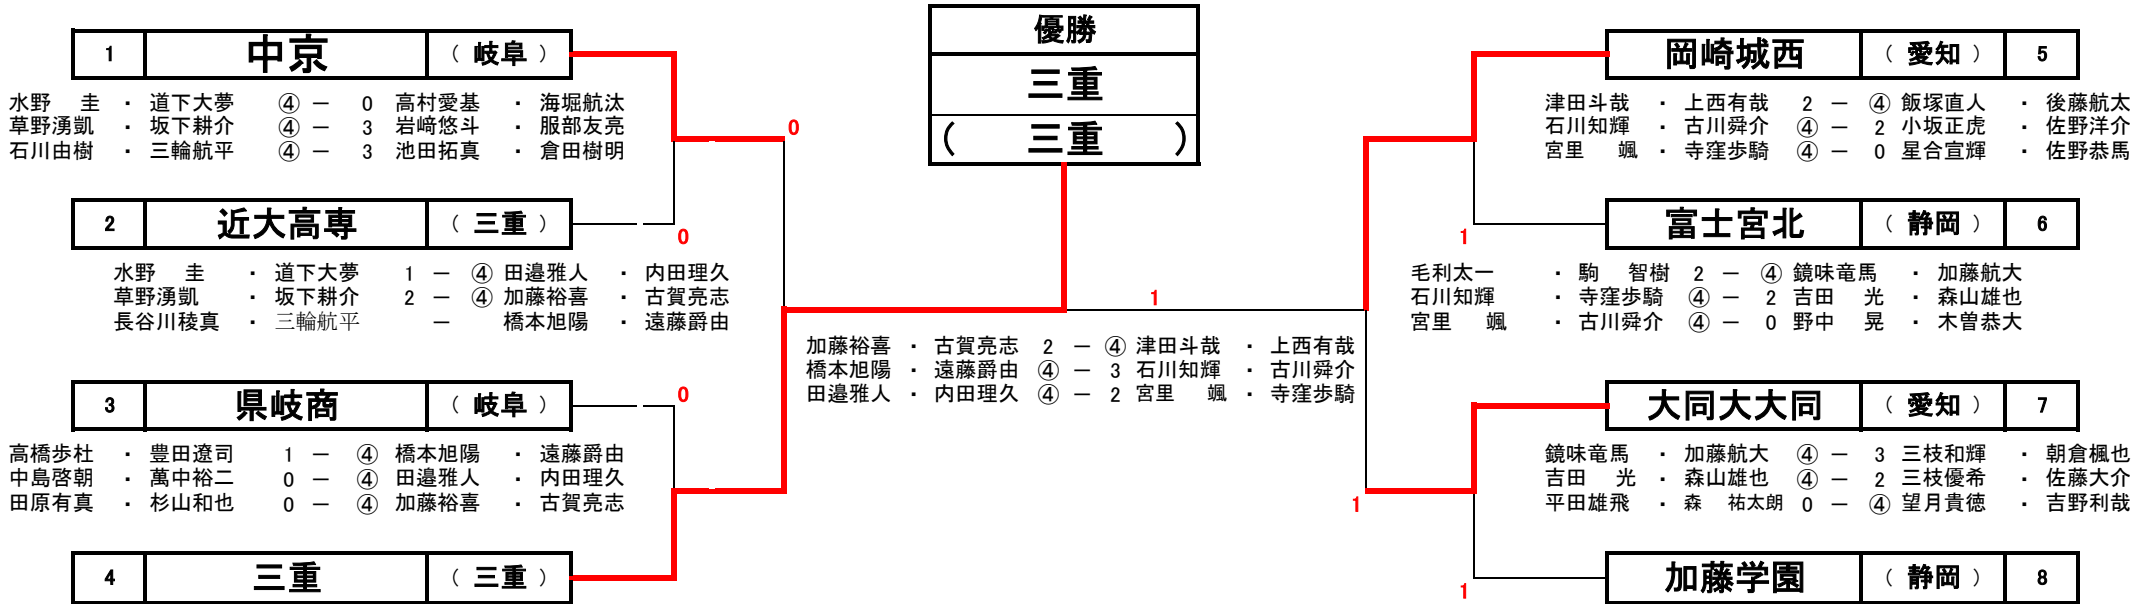 優勝
三重
( 三重 )
1 中京 ( 岐阜 )
水野 圭 ・ 道下大夢 ④ － 0 高村愛基 ・ 海堀航汰
草野湧凱 ・ 坂下耕介 ④ － 3 岩﨑悠斗 ・ 服部友亮
石川由樹 ・ 三輪航平 ④ － 3 池田拓真 ・ 倉田樹明
0
2 近大高専 ( 三重 )
0
水野 圭 ・ 道下大夢 1 － ④ 田邉雅人 ・ 内田理久
草野湧凱 ・ 坂下耕介 2 － ④ 加藤裕喜 ・ 古賀亮志
長谷川稜真 ・ 三輪航平 － 橋本旭陽 ・ 遠藤爵由
3 県岐商 ( 岐阜 )
0
高橋歩杜 ・ 豊田遼司 1 － ④ 橋本旭陽 ・ 遠藤爵由
中島啓朝 ・ 萬中裕二 0 － ④ 田邉雅人 ・ 内田理久
田原有真 ・ 杉山和也 0 － ④ 加藤裕喜 ・ 古賀亮志
4 三重 ( 三重 )
1
加藤裕喜 ・ 古賀亮志 2 － ④ 津田斗哉 ・ 上西有哉
橋本旭陽 ・ 遠藤爵由 ④ － 3 石川知輝 ・ 古川舜介
田邉雅人 ・ 内田理久 ④ － 2 宮里 颯 ・ 寺窪歩騎
岡崎城西 ( 愛知 ) 5
津田斗哉 ・ 上西有哉 2 － ④ 飯塚直人 ・ 後藤航太
石川知輝 ・ 古川舜介 ④ － 2 小坂正虎 ・ 佐野洋介
宮里 颯 ・ 寺窪歩騎 ④ － 0 星合宣輝 ・ 佐野恭馬
富士宮北 ( 静岡 ) 6
1
毛利太一 ・ 駒 智樹 2 － ④ 鏡味竜馬 ・ 加藤航大
石川知輝 ・ 寺窪歩騎 ④ － 2 吉田 光 ・ 森山雄也
宮里 颯 ・ 古川舜介 ④ － 0 野中 晃 ・ 木曽恭大
大同大大同 ( 愛知 ) 7
鏡味竜馬 ・ 加藤航大 ④ － 3 三枝和輝 ・ 朝倉楓也
吉田 光 ・ 森山雄也 ④ － 2 三枝優希 ・ 佐藤大介
平田雄飛 ・ 森 祐太朗 0 － ④ 望月貴徳 ・ 吉野利哉
1
加藤学園 ( 静岡 ) 8
1